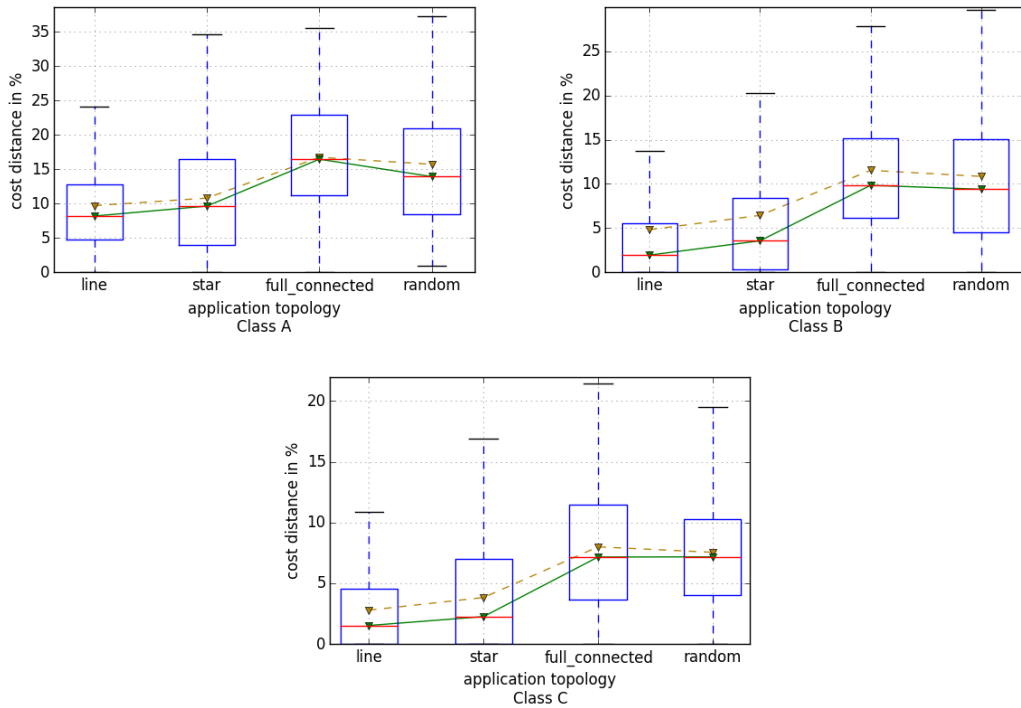 cost distance in %
35
30
25
20
15
10
5
0
line star full_connected random
application topology
Class A
cost distance in %
25
20
15
10
5
0
line star full_connected random
application topology
Class B
cost distance in %
20
15
10
5
0
line star full_connected random
application topology
Class C